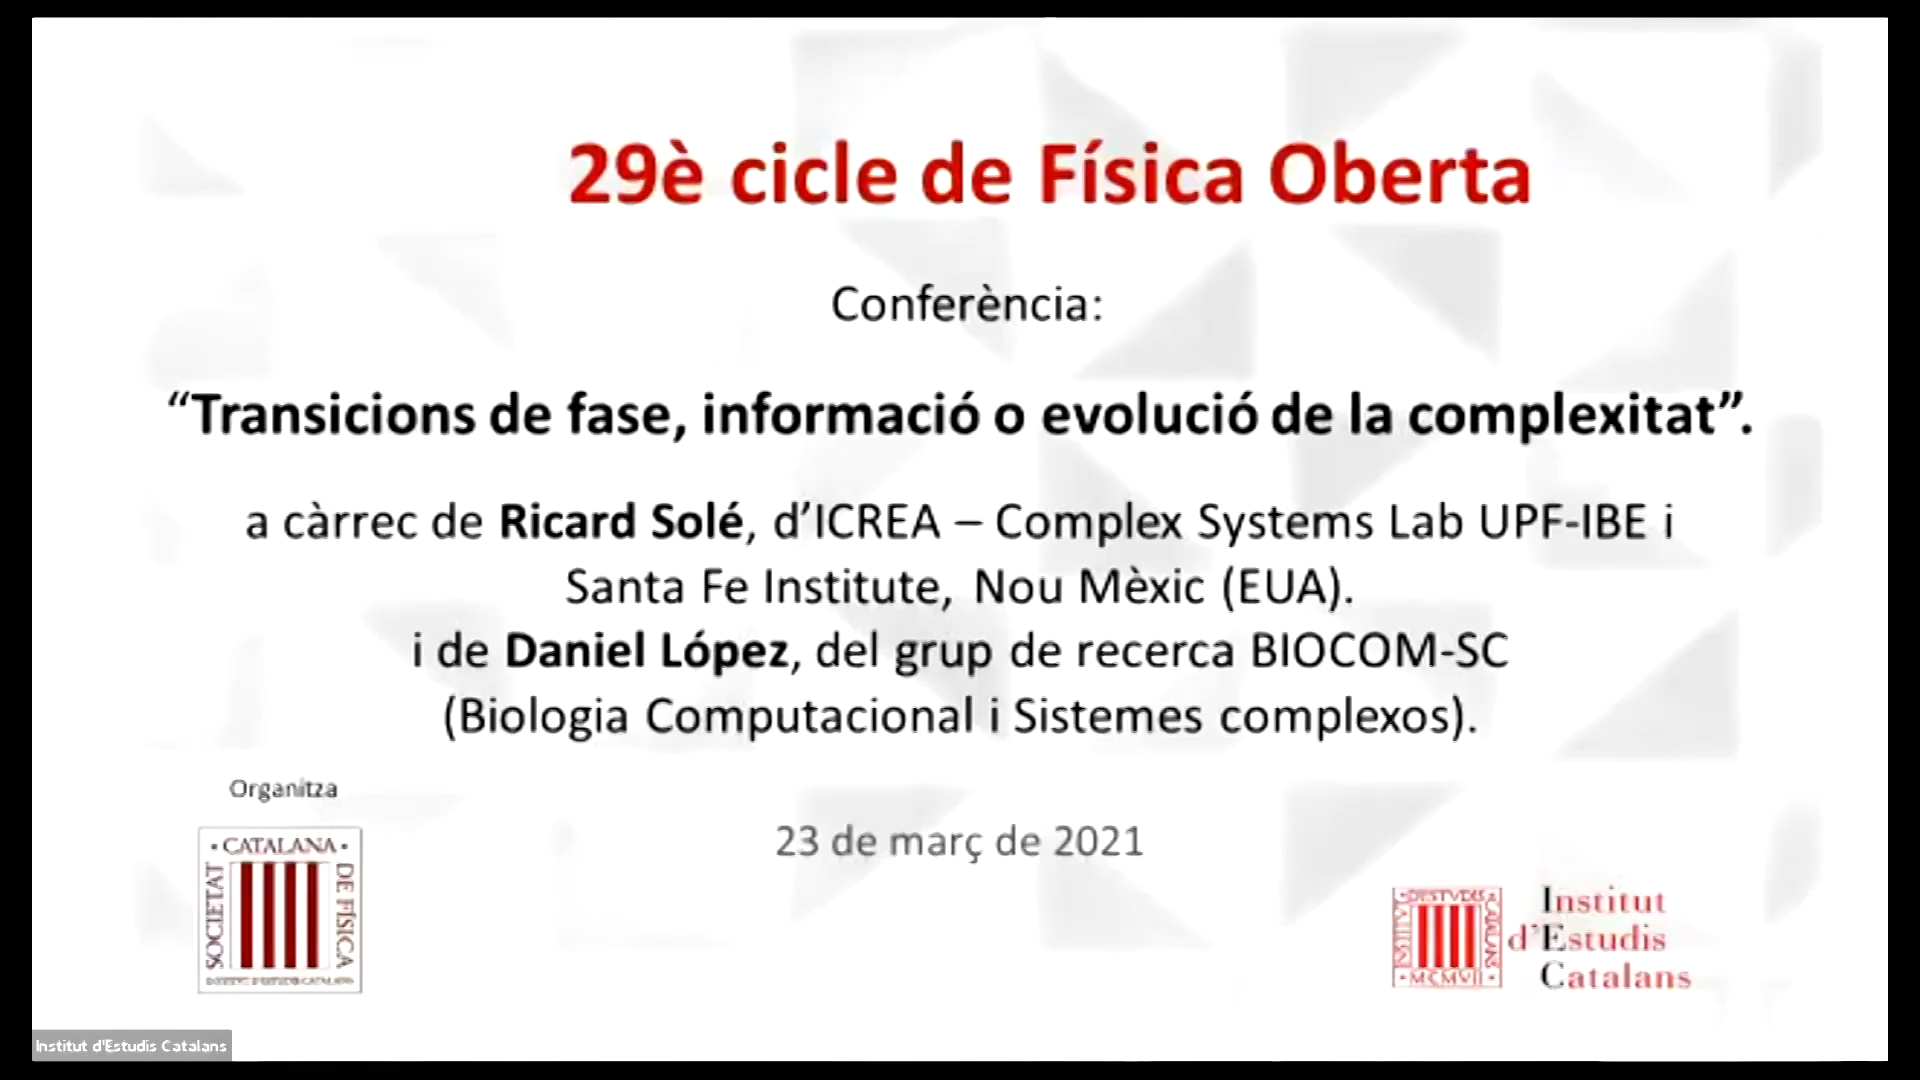 29è cicle de Física Oberta
Conferència:
“Transicions de fase, informació o evolució de la complexitat”.
a càrrec de Ricard Solé, d’ICREA – Complex Systems Lab UPF-IBE i
Santa Fe Institute, Nou Mèxic (EUA).
i de Daniel López, del grup de recerca BIOCOM-SC
(Biologia Computacional i Sistemes complexos).
Organitza
SOCIETAT
· CATALANA ·
DE FÍSICA
23 de març de 2021
· MCMVII ·
Institut
d’Estudis
Catalans
Institut d'Estudis Catalans